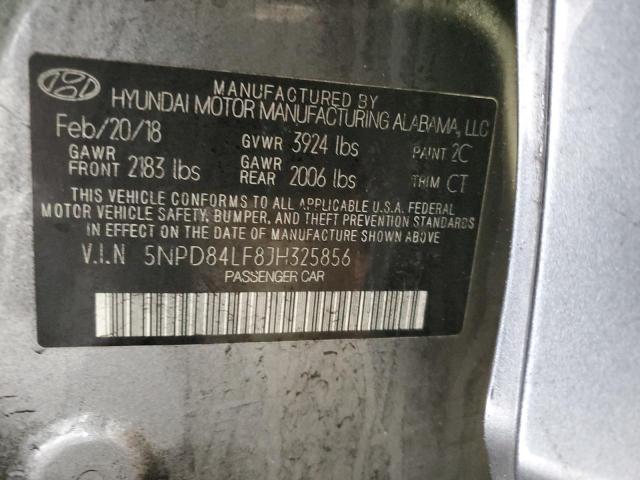 MANUFACTURED BY
HYUNDAI MOTOR MANUFACTURING ALABAMA, LLC
Feb/20/18 GVWR 3924 lbs PAINT 2C
GAWR FRONT 2183 lbs GAWR REAR 2006 lbs TRIM CT
THIS VEHICLE CONFORMS TO ALL APPLICABLE U.S.A. FEDERAL
MOTOR VEHICLE SAFETY, BUMPER, AND THEFT PREVENTION STANDARDS
IN EFFECT ON THE DATE OF MANUFACTURE SHOWN ABOVE.
V.I.N 5NPD84LF8JH325856
PASSENGER CAR